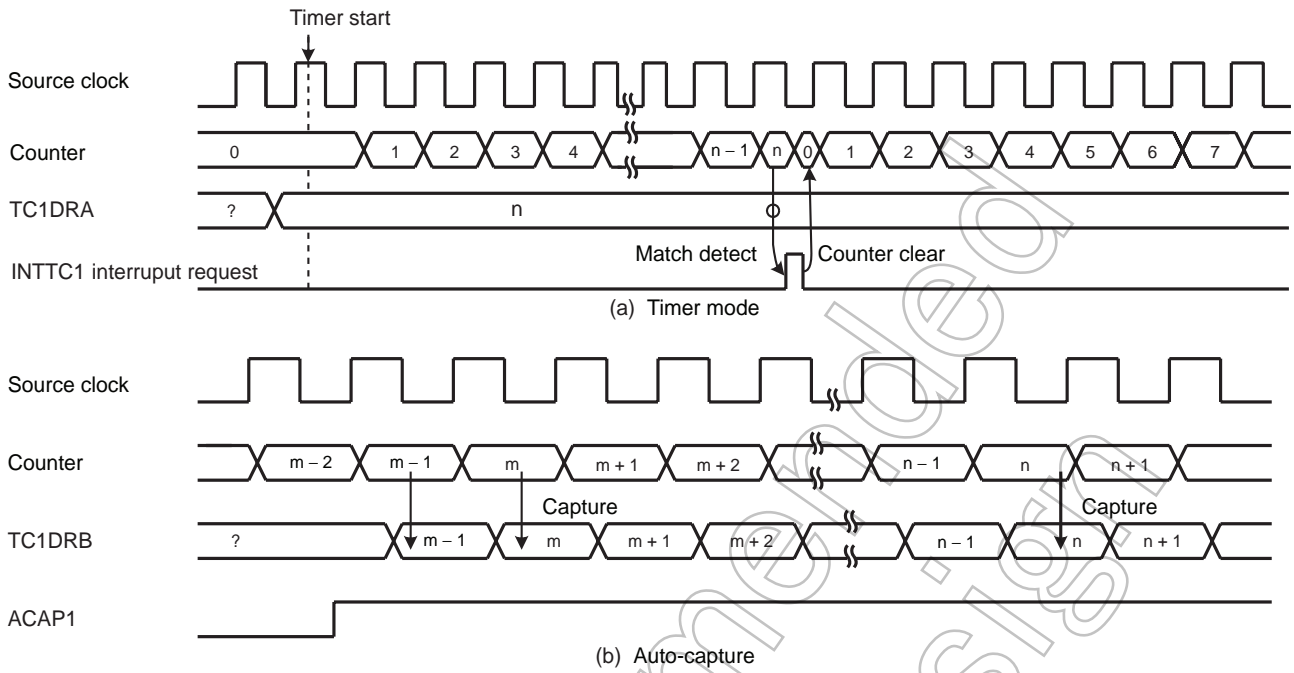 Timer start
Source clock
Counter 0 1 2 3 4 n – 1 n 0 1 2 3 4 5 6 7
TC1DRA ? n
Match detect Counter clear
INTTC1 interruput request
(a) Timer mode
Source clock
Counter m – 2 m – 1 m m + 1 m + 2 n – 1 n n + 1
Capture Capture
TC1DRB ? m – 1 m m + 1 m + 2 n – 1 n n + 1
ACAP1
(b) Auto-capture
mended
sign